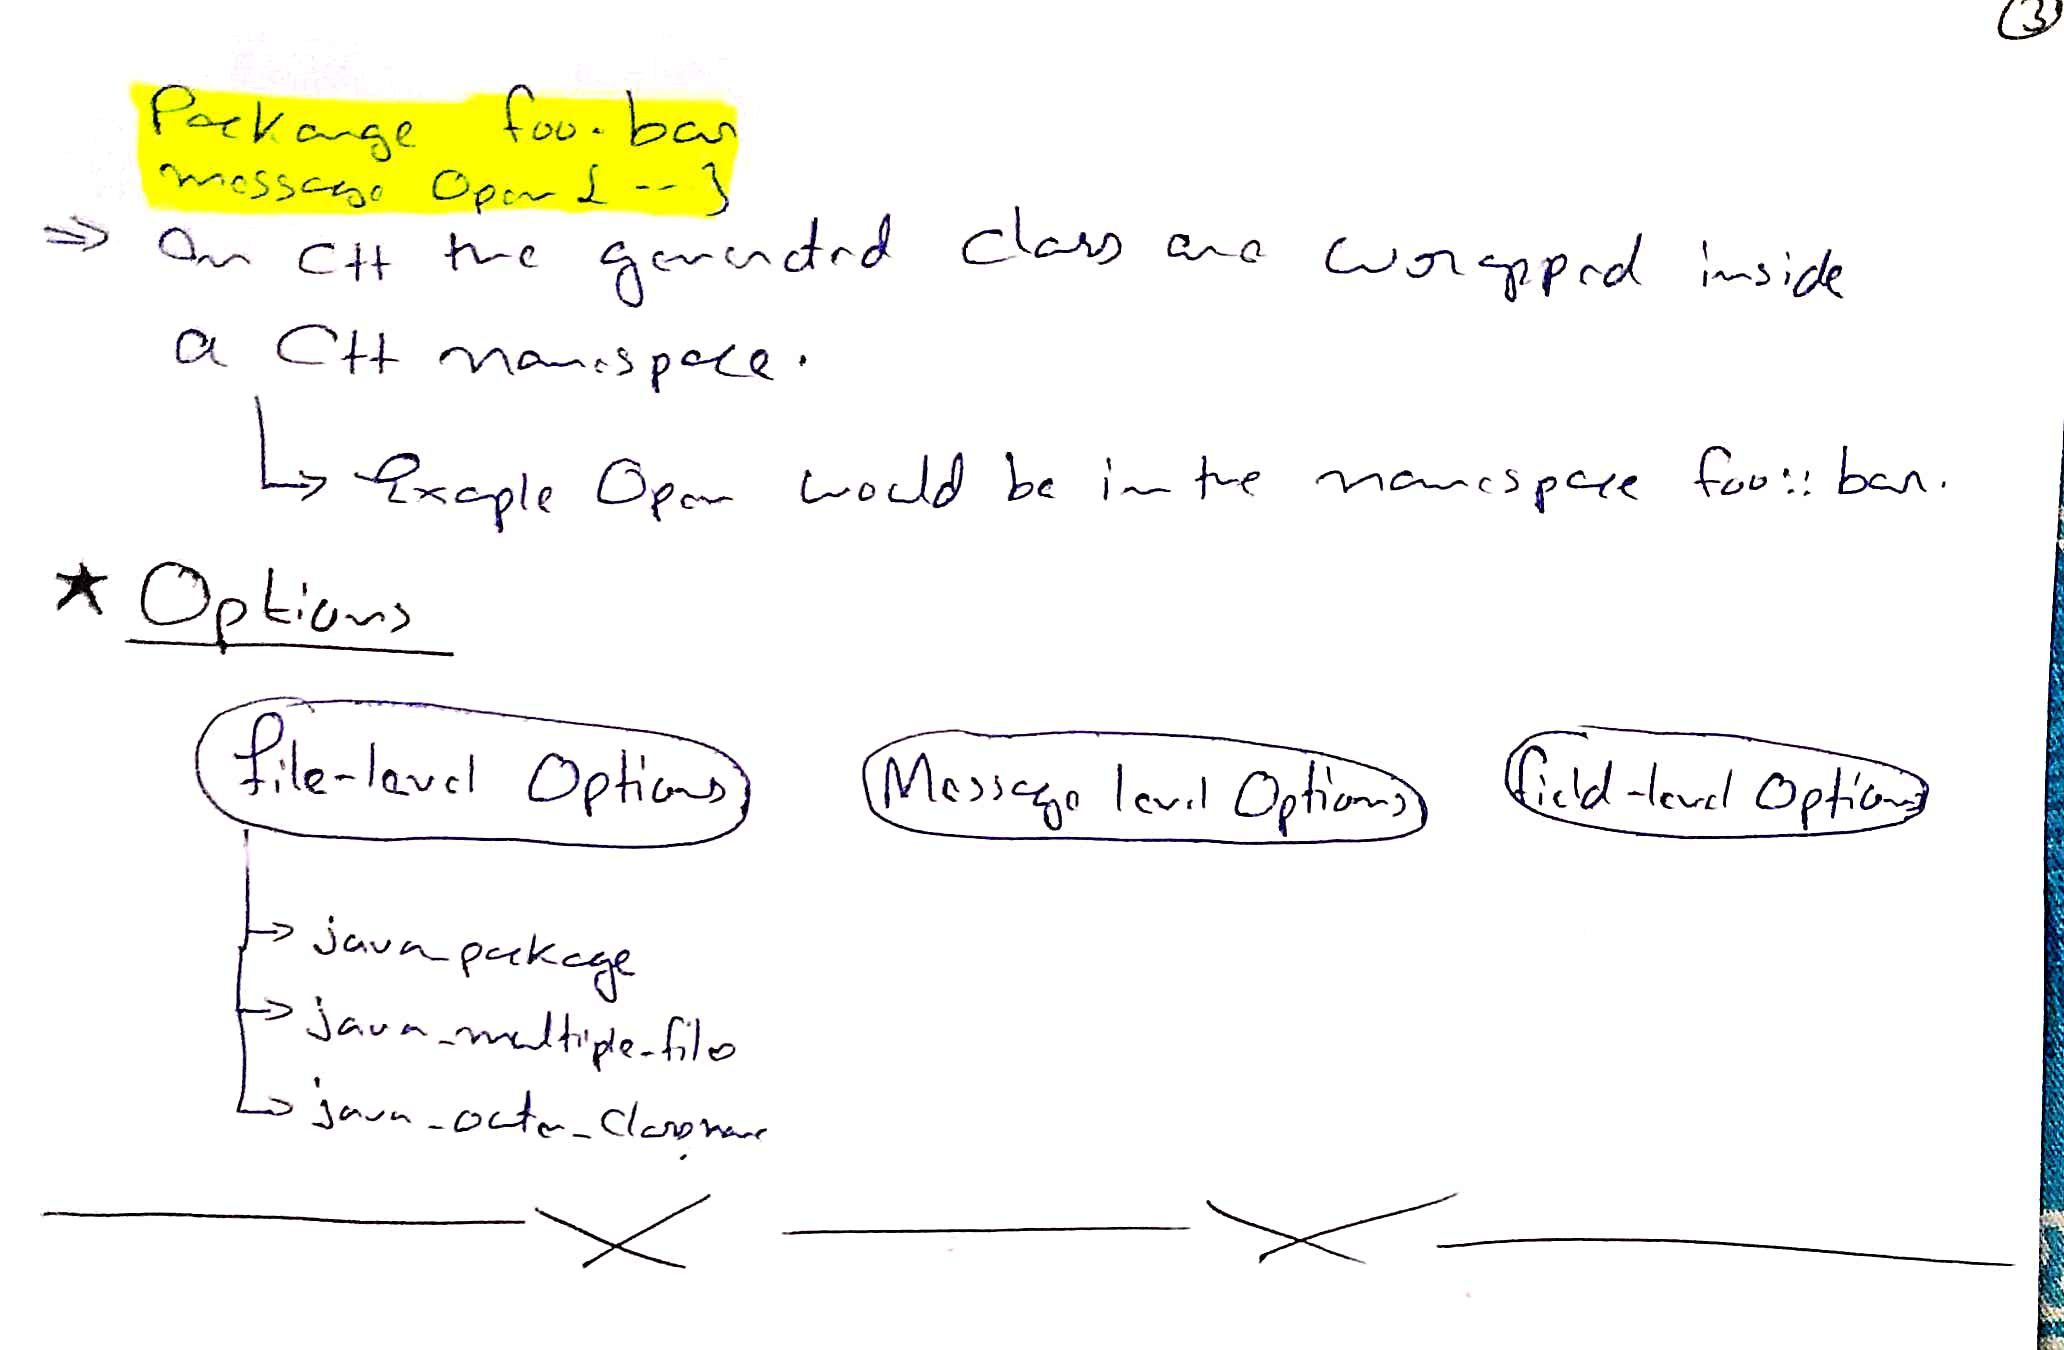 3
Package foo.bar
message Open { -- }
⇒ In C++ the generated class are wrapped inside
a C++ namespace.
↳ Exaple Open would be in the namespace foo::bar.
★ Options
file-level Options
Message level Options
field-level Options
→ java_package
→ java_multiple_file
↳ java_outer_classname